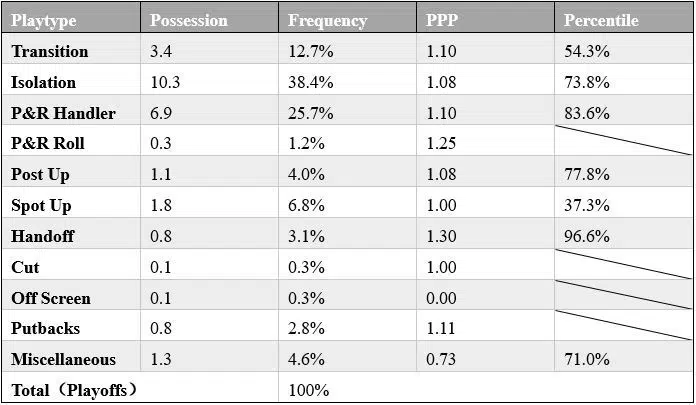 Playtype Possession Frequency PPP Percentile
Transition 3.4 12.7% 1.10 54.3%
Isolation 10.3 38.4% 1.08 73.8%
P&R Handler 6.9 25.7% 1.10 83.6%
P&R Roll 0.3 1.2% 1.25
Post Up 1.1 4.0% 1.08 77.8%
Spot Up 1.8 6.8% 1.00 37.3%
Handoff 0.8 3.1% 1.30 96.6%
Cut 0.1 0.3% 1.00
Off Screen 0.1 0.3% 0.00
Putbacks 0.8 2.8% 1.11
Miscellaneous 1.3 4.6% 0.73 71.0%
Total（Playoffs） 100%